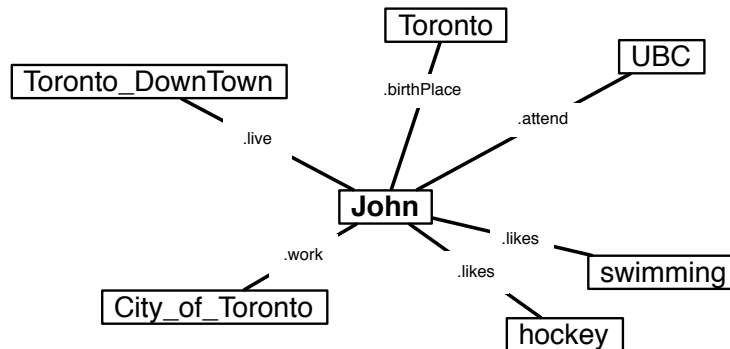 Toronto
UBC
Toronto_DownTown
.birthPlace
.attend
.live
John
.likes
.work
.likes
swimming
City_of_Toronto
hockey